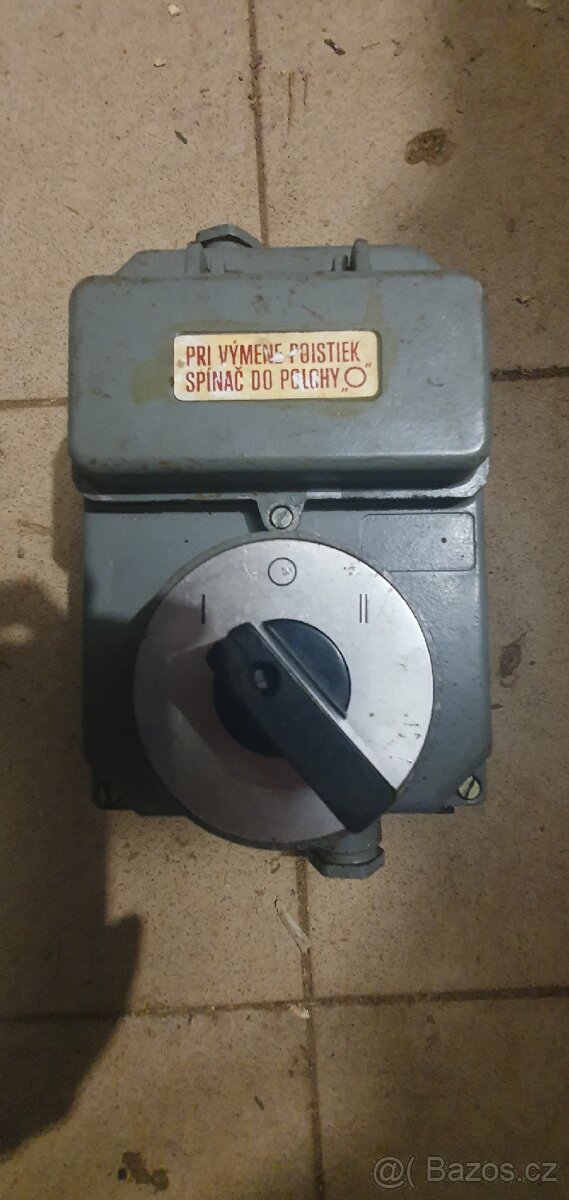 PRI VÝMENE POISTIEK
SPÍNAČ DO POLOHY „O“
O
I II
@( Bazos.cz